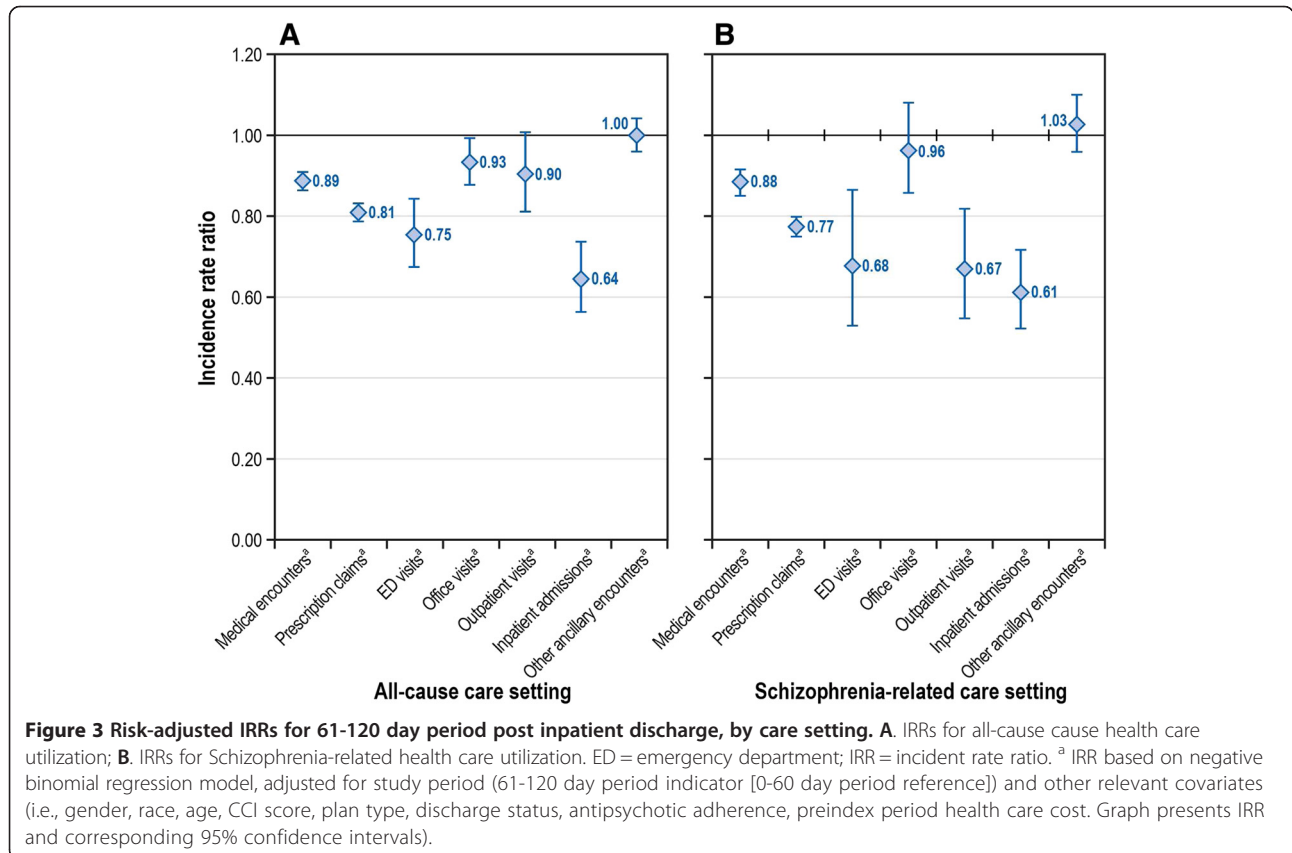 A
B
1.20
1.00
0.80
0.60
0.40
0.20
0.00
Incidence rate ratio
0.89
0.81
0.75
0.93
0.90
0.64
1.00
0.88
0.77
0.68
0.96
0.67
0.61
1.03
Medical encountersª
Prescription claimsª
ED visitsª
Office visitsª
Outpatient visitsª
Inpatient admissionsª
Other ancillary encountersª
Medical encountersª
Prescription claimsª
ED visitsª
Office visitsª
Outpatient visitsª
Inpatient admissionsª
Other ancillary encountersª
All-cause care setting
Schizophrenia-related care setting
Figure 3 Risk-adjusted IRRs for 61-120 day period post inpatient discharge, by care setting. A. IRRs for all-cause cause health care
utilization; B. IRRs for Schizophrenia-related health care utilization. ED = emergency department; IRR = incident rate ratio. ª IRR based on negative
binomial regression model, adjusted for study period (61-120 day period indicator [0-60 day period reference]) and other relevant covariates
(i.e., gender, race, age, CCI score, plan type, discharge status, antipsychotic adherence, preindex period health care cost. Graph presents IRR
and corresponding 95% confidence intervals).